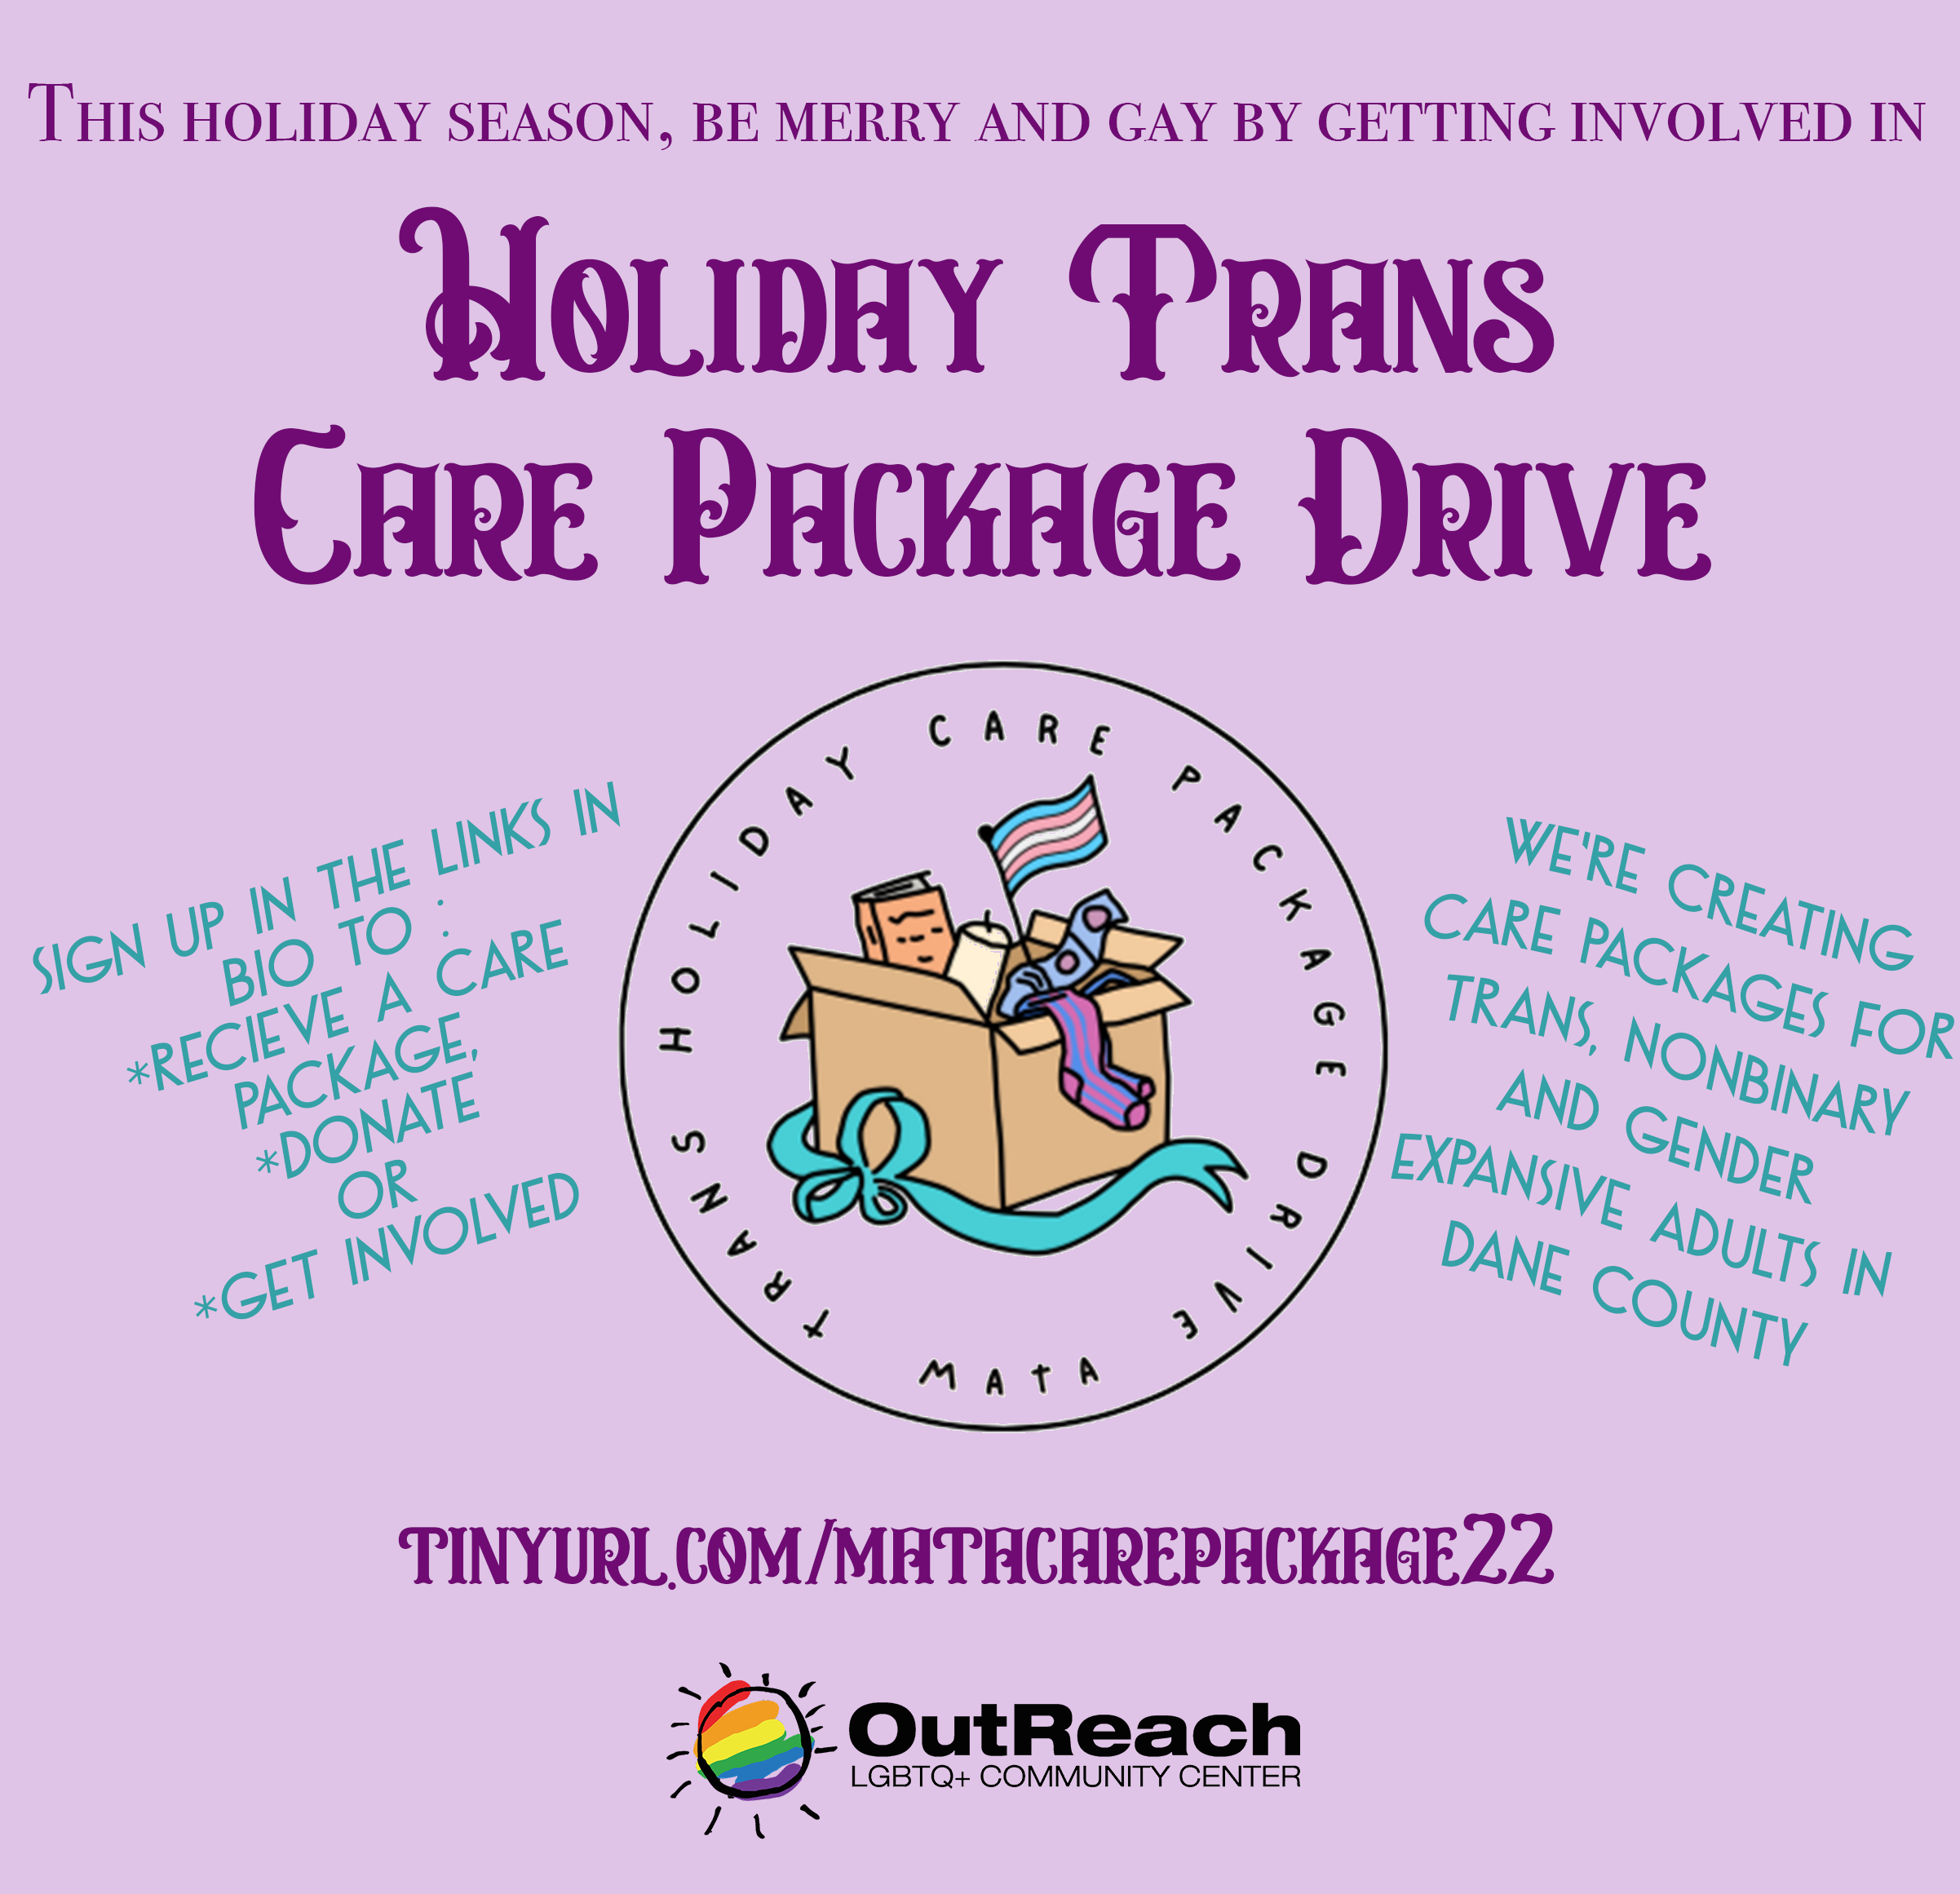 This holiday season, be merry and gay by getting involved in
Holiday Trans
Care Package Drive
SIGN UP IN THE LINKS IN
BIO TO :
*RECIEVE A CARE
PACKAGE,
*DONATE
OR
*GET INVOLVED
TRANS HOLIDAY CARE PACKAGE DRIVE
MATA
WE'RE CREATING
CARE PACKAGES FOR
TRANS, NONBINARY
AND GENDER
EXPANSIVE ADULTS IN
DANE COUNTY
tinyurl.com/matacarepackage22
OutReach
LGBTQ+ COMMUNITY CENTER